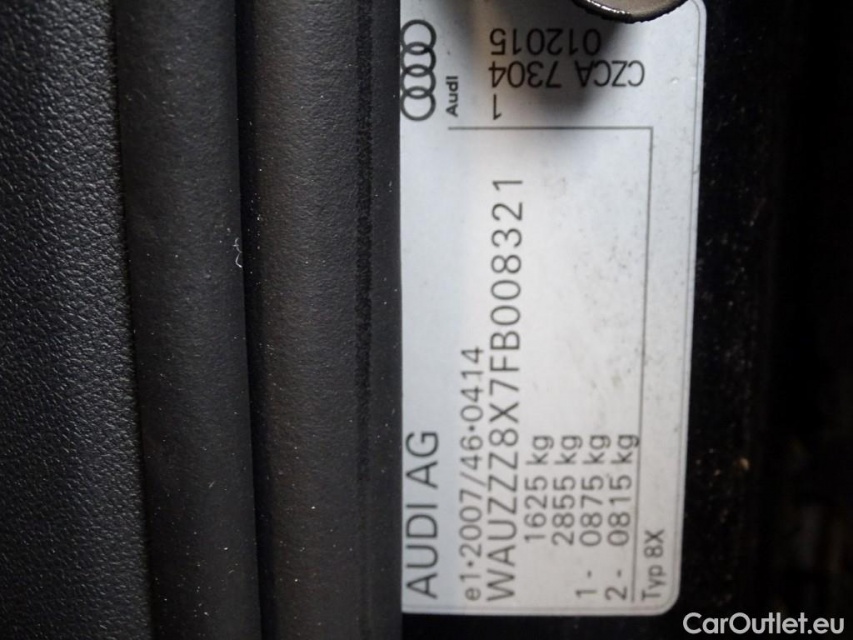 AUDI AG
e1*2007/46*0414
WAUZZZ8X7FB008321
1625 kg
2855 kg
1 - 0875 kg
2 - 0815 kg
Typ 8X
Audi
1
CZCA 7304
012015
CarOutlet.eu